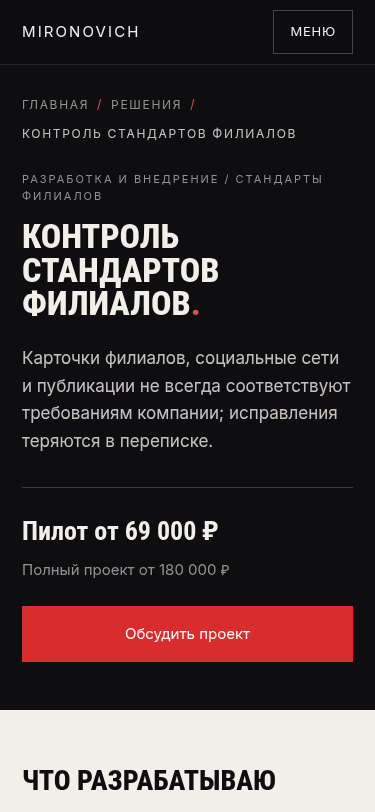 MIRONOVICH
МЕНЮ
ГЛАВНАЯ / РЕШЕНИЯ /
КОНТРОЛЬ СТАНДАРТОВ ФИЛИАЛОВ
РАЗРАБОТКА И ВНЕДРЕНИЕ / СТАНДАРТЫ
ФИЛИАЛОВ
КОНТРОЛЬ
СТАНДАРТОВ
ФИЛИАЛОВ.
Карточки филиалов, социальные сети
и публикации не всегда соответствуют
требованиям компании; исправления
теряются в переписке.
Пилот от 69 000 ₽
Полный проект от 180 000 ₽
Обсудить проект
ЧТО РАЗРАБАТЫВАЮ